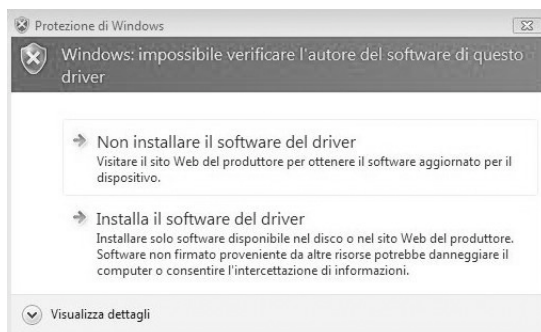 Protezione di Windows
Windows: impossibile verificare l'autore del software di questo
driver
Non installare il software del driver
Visitare il sito Web del produttore per ottenere il software aggiornato per il
dispositivo.
Installa il software del driver
Installare solo software disponibile nel disco o nel sito Web del produttore.
Software non firmato proveniente da altre risorse potrebbe danneggiare il
computer o consentire l'intercettazione di informazioni.
Visualizza dettagli